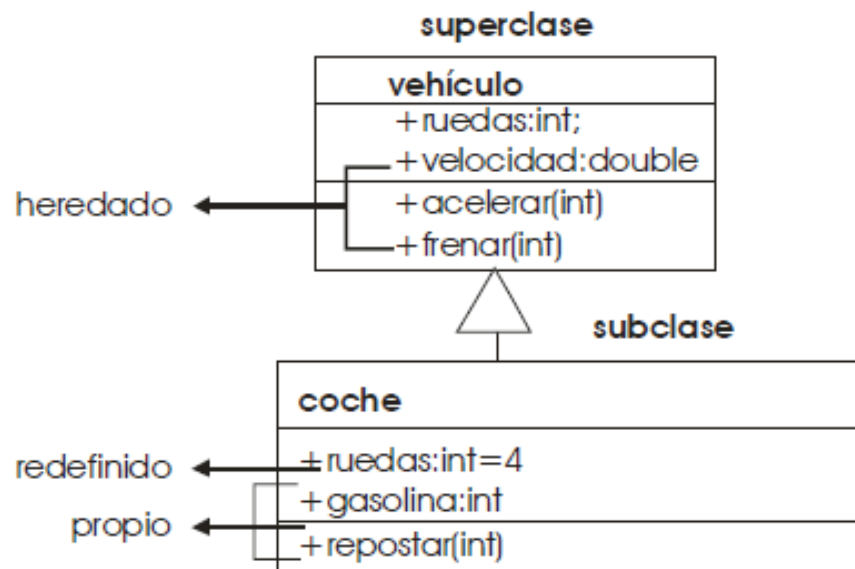 superclase
vehículo
+ruedas:int;
+velocidad:double
heredado
+acelerar(int)
+frenar(int)
subclase
coche
redefinido
+ruedas:int=4
+gasolina:int
propio
+repostar(int)